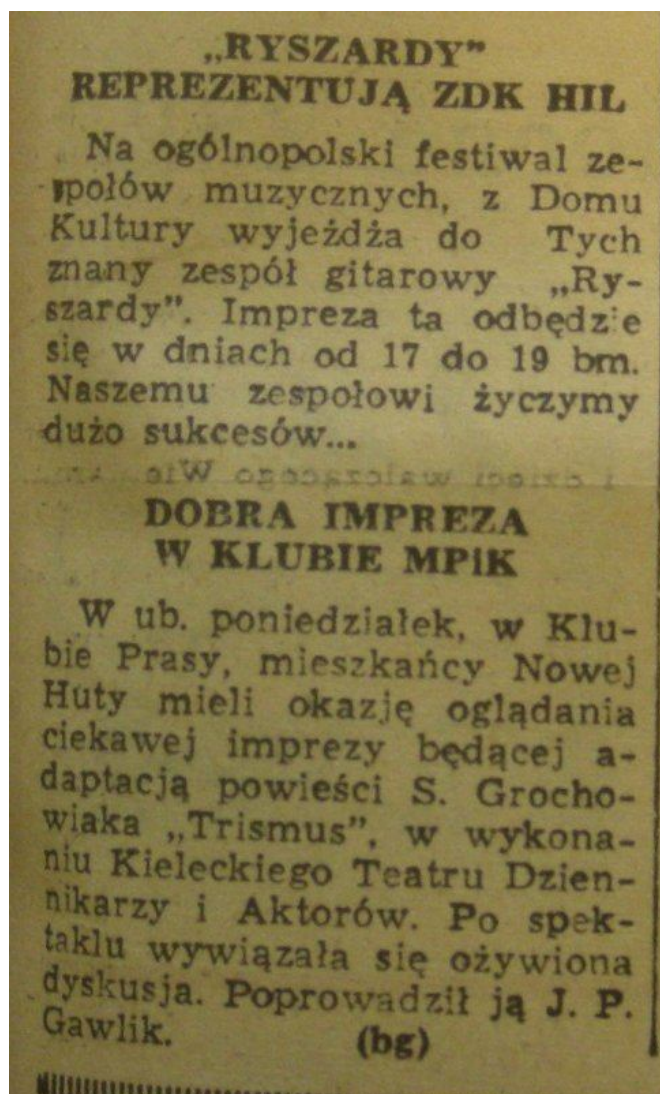 „RYSZARDY”
REPREZENTUJĄ ZDK HIL
Na ogólnopolski festiwal ze-
społów muzycznych, z Domu
Kultury wyjeżdża do Tych
znany zespół gitarowy „Ry-
szardy”. Impreza ta odbędzie
się w dniach od 17 do 19 bm.
Naszemu zespołowi życzymy
dużo sukcesów...
DOBRA IMPREZA
W KLUBIE MPiK
W ub. poniedziałek, w Klu-
bie Prasy, mieszkańcy Nowej
Huty mieli okazję oglądania
ciekawej imprezy będącej a-
daptacją powieści S. Grocho-
wiaka „Trismus”, w wykona-
niu Kieleckiego Teatru Dzien-
nikarzy i Aktorów. Po spek-
taklu wywiązała się ożywiona
dyskusja. Poprowadził ją J. P.
Gawlik. (bg)